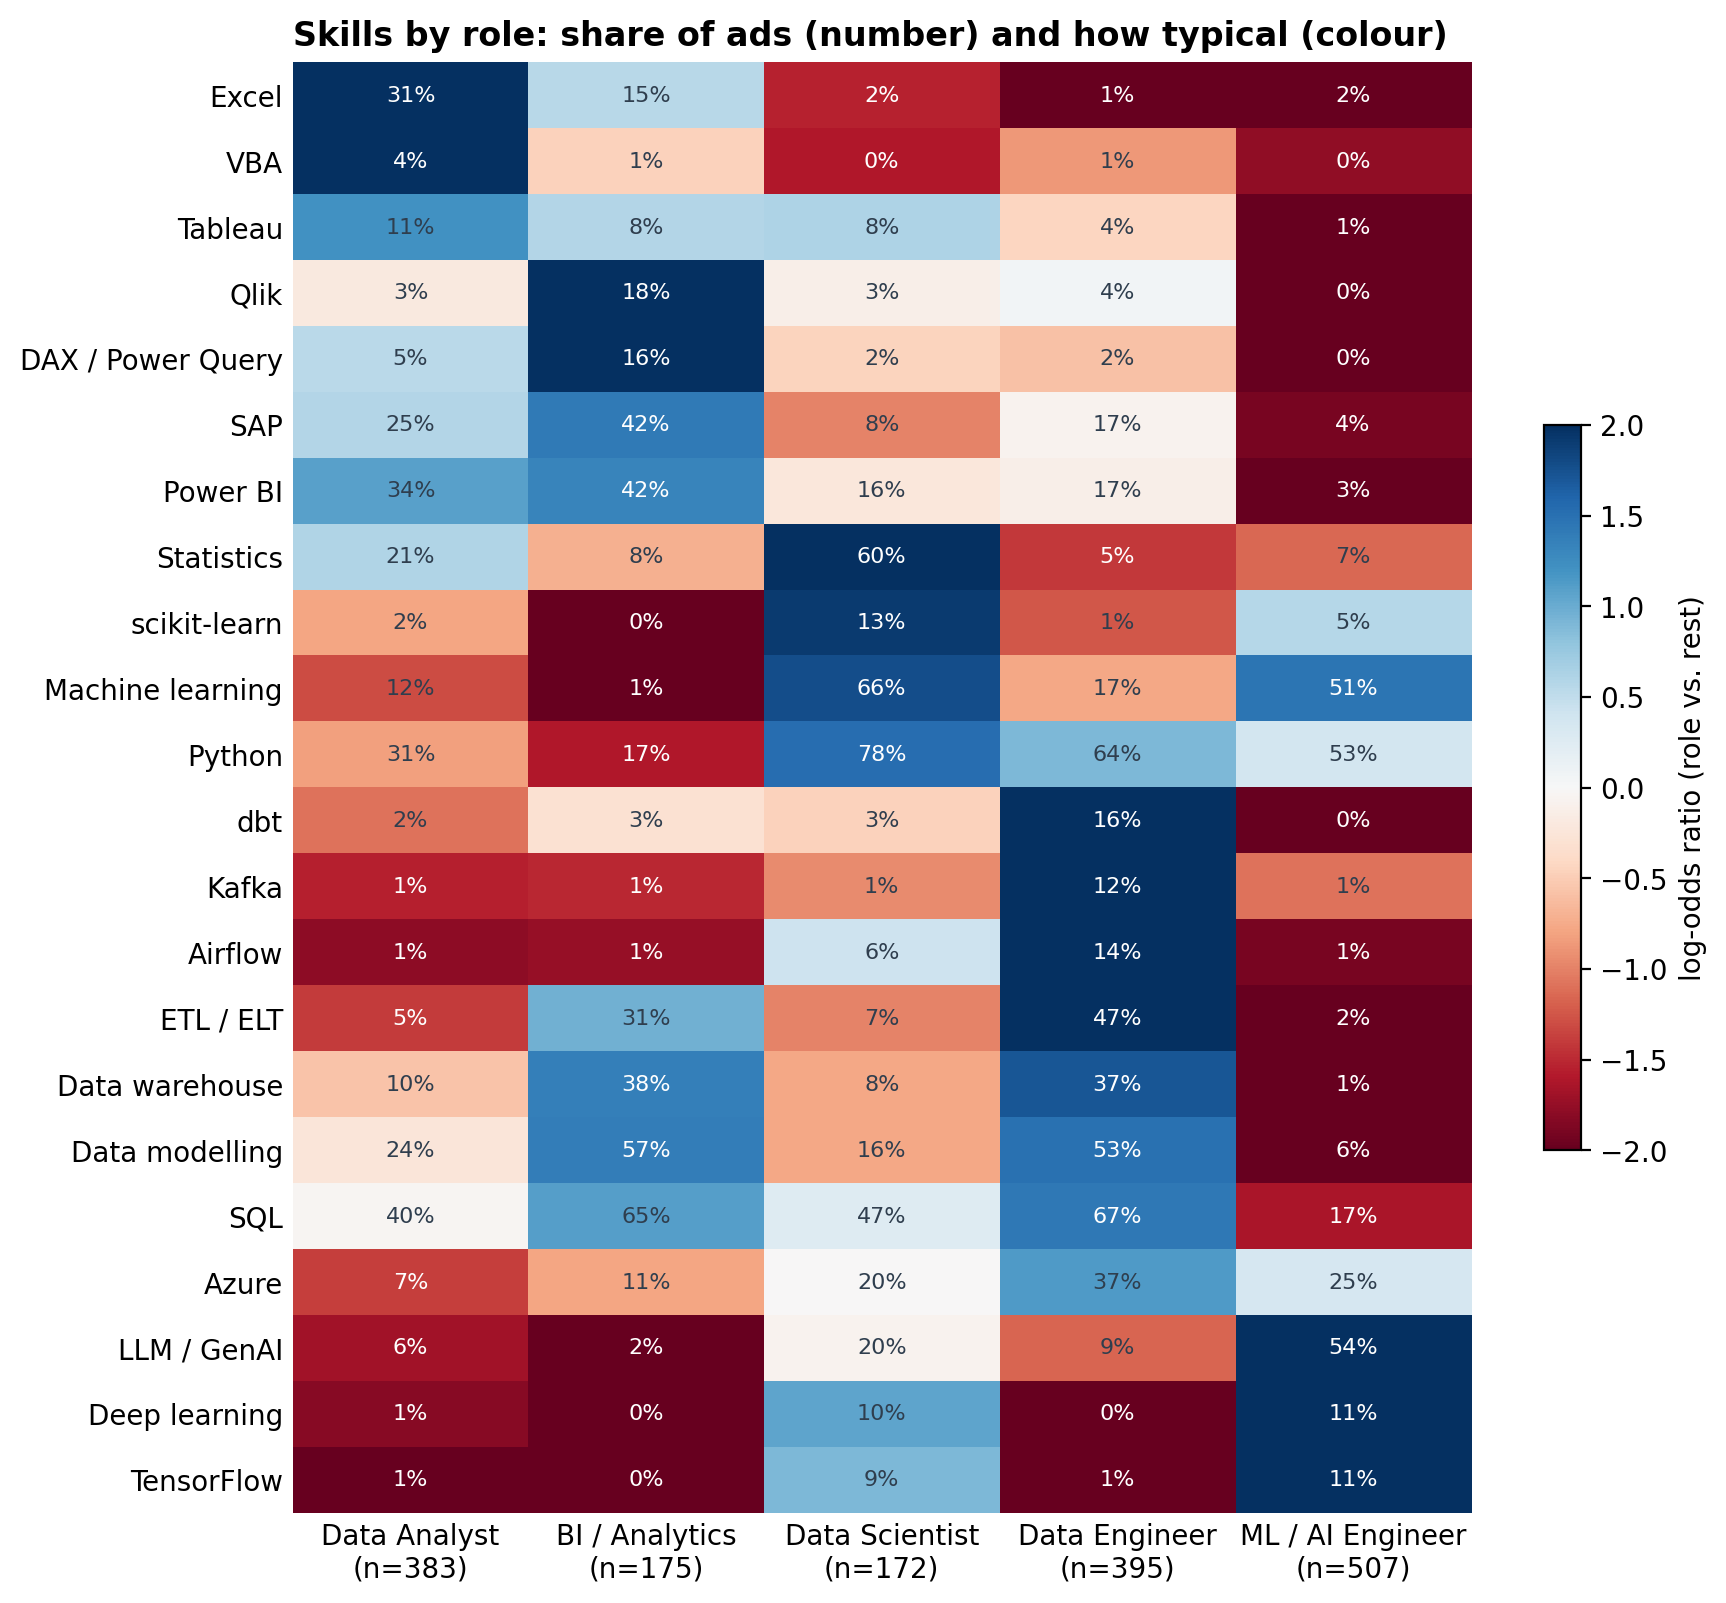 Skills by role: share of ads (number) and how typical (colour)
Excel 31% 15% 2% 1% 2%
VBA 4% 1% 0% 1% 0%
Tableau 11% 8% 8% 4% 1%
Qlik 3% 18% 3% 4% 0%
DAX / Power Query 5% 16% 2% 2% 0%
SAP 25% 42% 8% 17% 4%
Power BI 34% 42% 16% 17% 3%
Statistics 21% 8% 60% 5% 7%
scikit-learn 2% 0% 13% 1% 5%
Machine learning 12% 1% 66% 17% 51%
Python 31% 17% 78% 64% 53%
dbt 2% 3% 3% 16% 0%
Kafka 1% 1% 1% 12% 1%
Airflow 1% 1% 6% 14% 1%
ETL / ELT 5% 31% 7% 47% 2%
Data warehouse 10% 38% 8% 37% 1%
Data modelling 24% 57% 16% 53% 6%
SQL 40% 65% 47% 67% 17%
Azure 7% 11% 20% 37% 25%
LLM / GenAI 6% 2% 20% 9% 54%
Deep learning 1% 0% 10% 0% 11%
TensorFlow 1% 0% 9% 1% 11%
Data Analyst BI / Analytics Data Scientist Data Engineer ML / AI Engineer
(n=383) (n=175) (n=172) (n=395) (n=507)
2.0
1.5
1.0
0.5
0.0
−0.5
−1.0
−1.5
−2.0
log-odds ratio (role vs. rest)